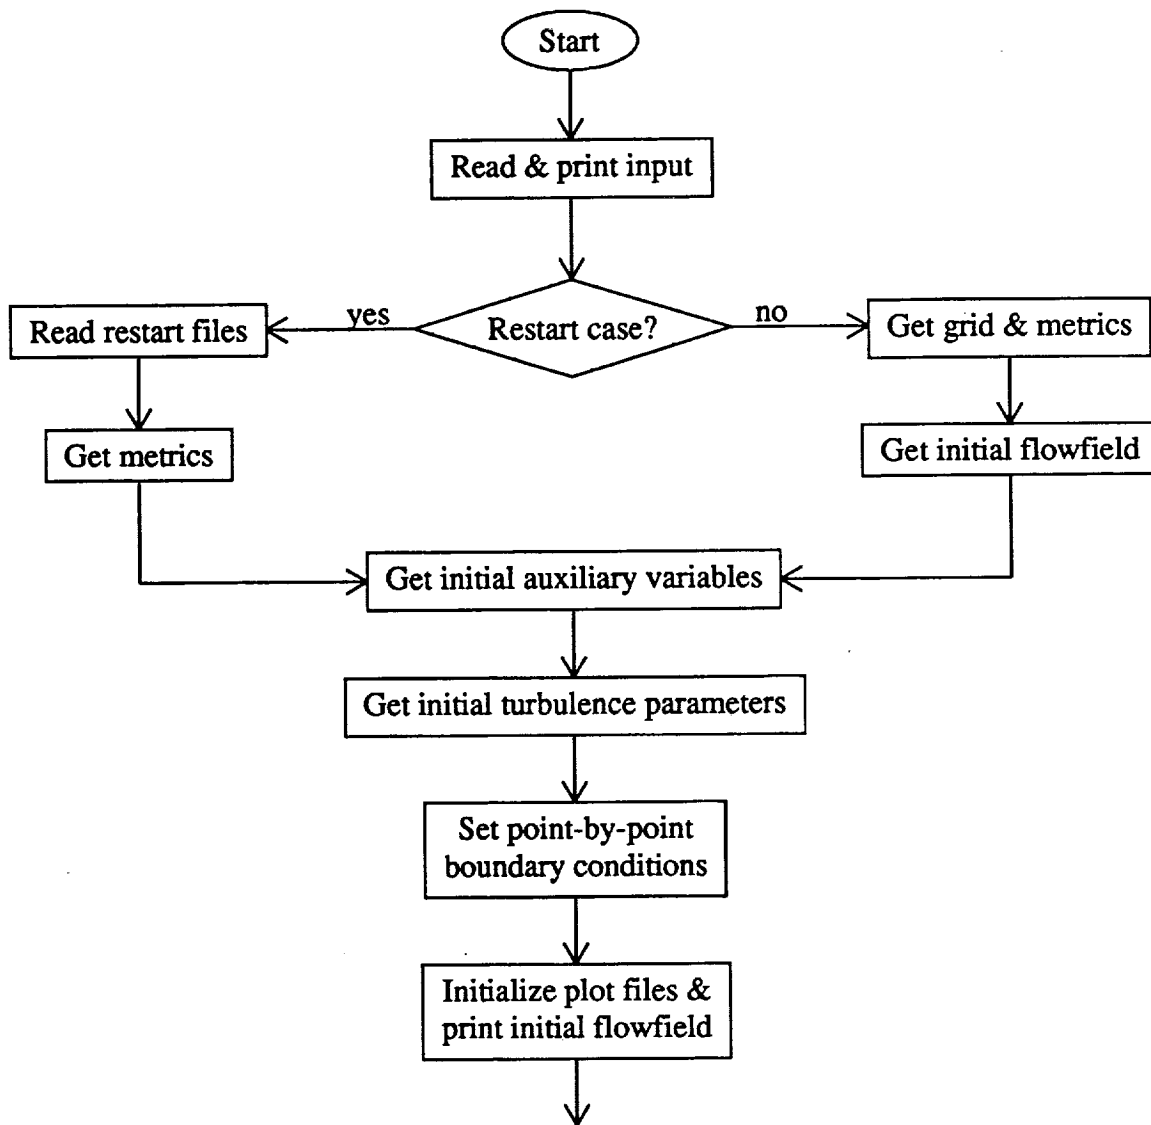 Start
Read & print input
yes
no
Read restart files
Restart case?
Get grid & metrics
Get metrics
Get initial flowfield
Get initial auxiliary variables
Get initial turbulence parameters
Set point-by-point
boundary conditions
Initialize plot files &
print initial flowfield